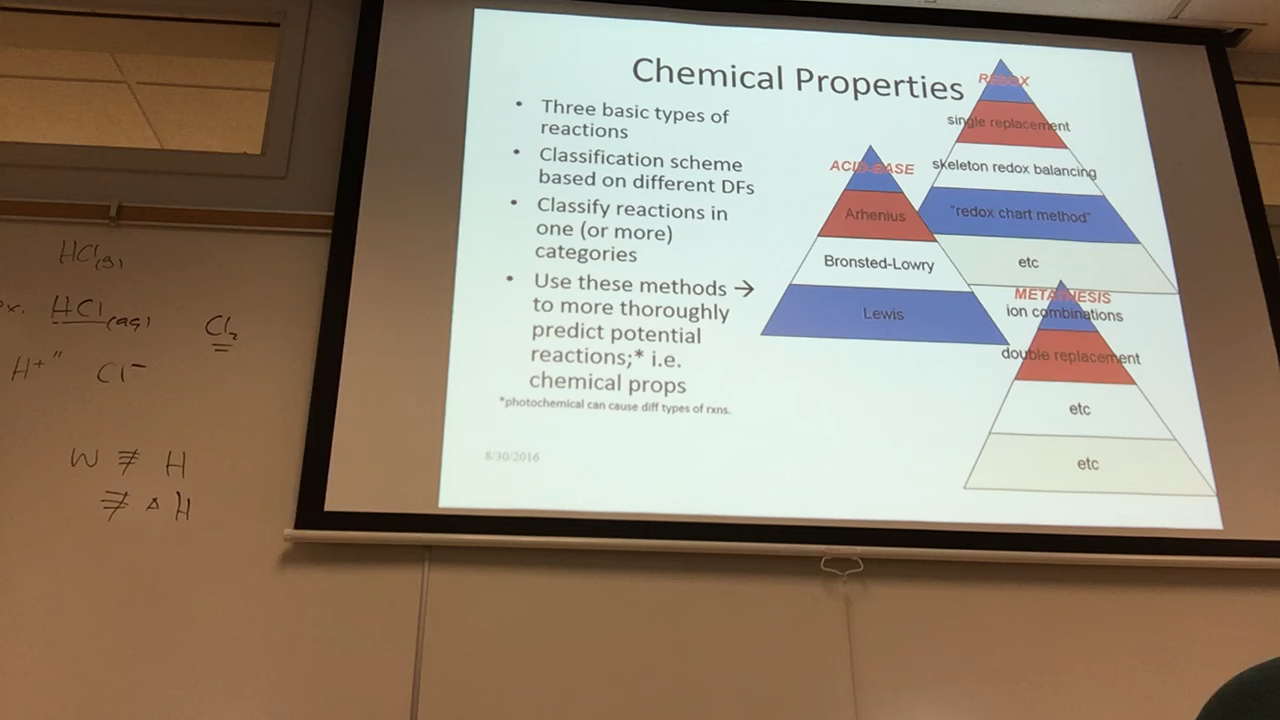 Chemical Properties
• Three basic types of
reactions
• Classification scheme
based on different DFs
• Classify reactions in
one (or more)
categories
• Use these methods →
to more thoroughly
predict potential
reactions;* i.e.
chemical props
*photochemical can cause diff types of rxns.
8/30/2016
REDOX
single replacement
skeleton redox balancing
"redox chart method"
etc
ACID-BASE
Arhenius
Bronsted-Lowry
Lewis
METATHESIS
ion combinations
double replacement
etc
etc
HCl(g)
x. HCl(aq) Cl₂
H+" Cl⁻
W ≢ H
≢ ΔH